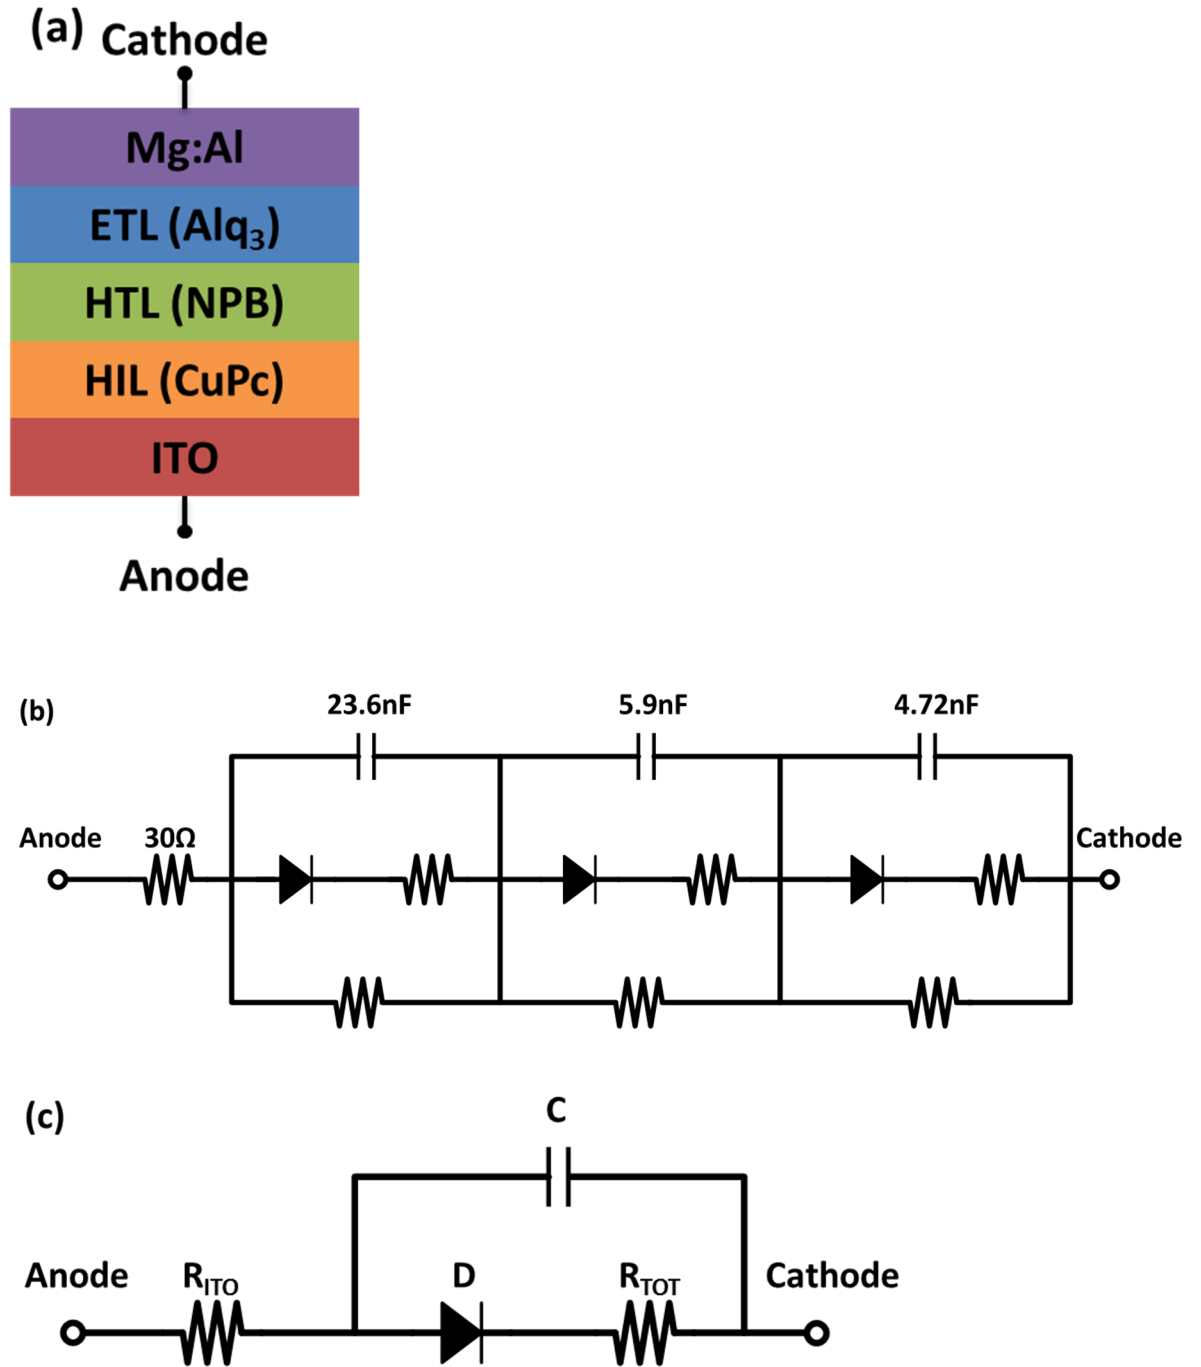 (a)
Cathode
Mg:Al
ETL (Alq3)
HTL (NPB)
HIL (CuPc)
ITO
Anode
(b)
23.6nF 5.9nF 4.72nF
Anode 30Ω Cathode
(c)
C
Anode RITO D RTOT Cathode